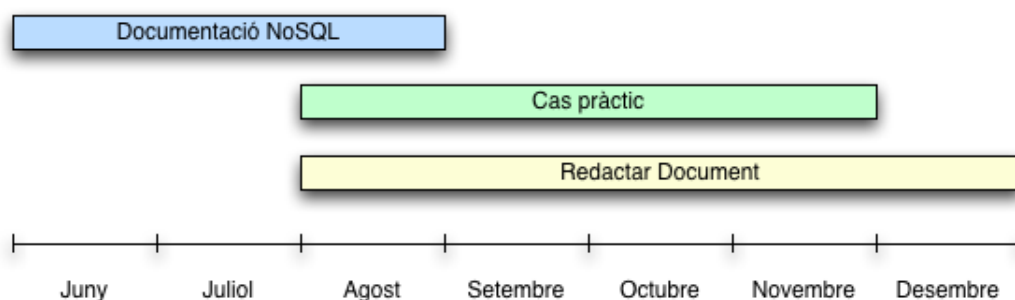 Documentació NoSQL
Cas pràctic
Redactar Document
Juny Juliol Agost Setembre Octubre Novembre Desembre